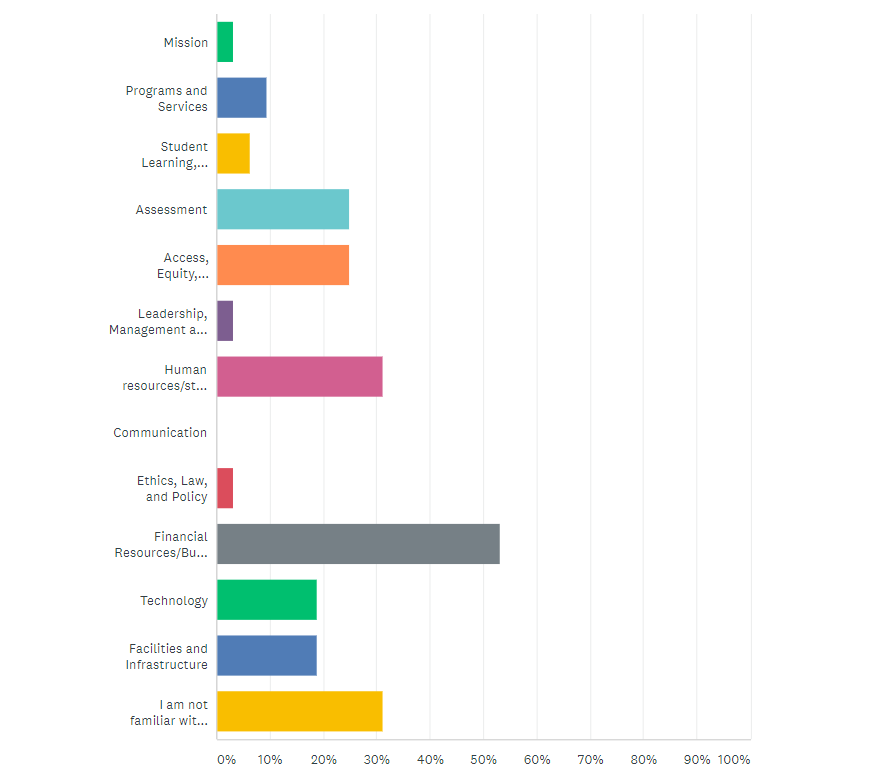 Mission
Programs and
Services
Student
Learning,...
Assessment
Access,
Equity,...
Leadership,
Management a...
Human
resources/st...
Communication
Ethics, Law,
and Policy
Financial
Resources/Bu...
Technology
Facilities and
Infrastructure
I am not
familiar wit...
0% 10% 20% 30% 40% 50% 60% 70% 80% 90% 100%